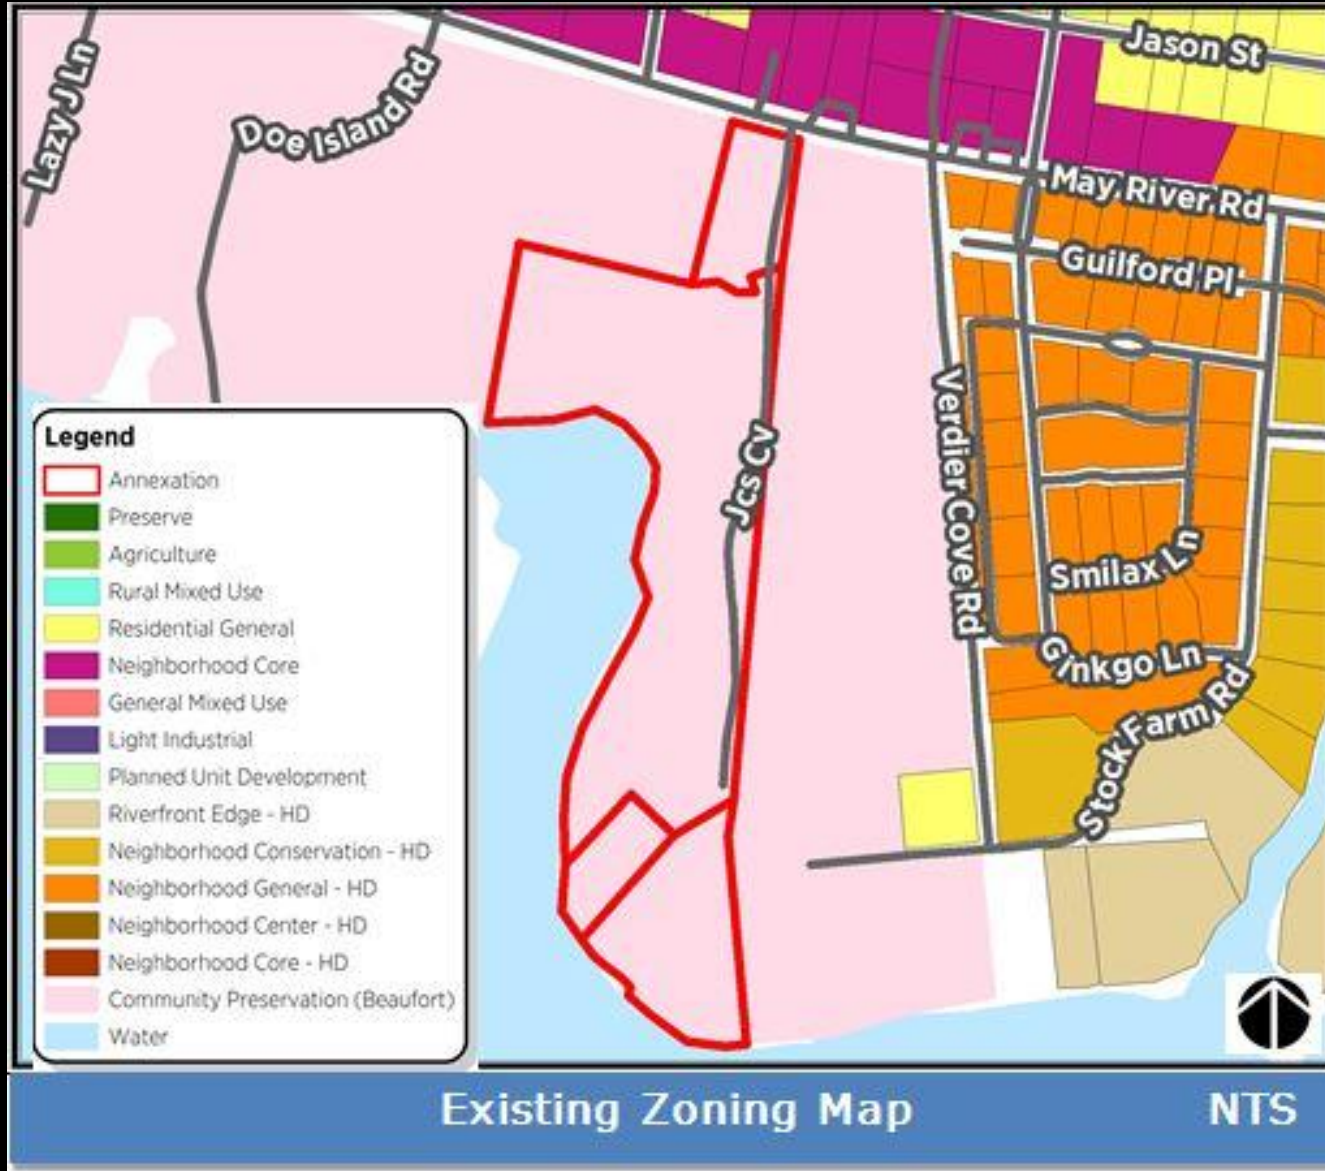 Jason St
Lazy J Ln
Doe Island Rd
May River Rd
Guilford Pl
Verdier Cove Rd
Jcs Cv
Smilax Ln
Ginkgo Ln
Stock Farm Rd
Legend
Annexation
Preserve
Agriculture
Rural Mixed Use
Residential General
Neighborhood Core
General Mixed Use
Light Industrial
Planned Unit Development
Riverfront Edge - HD
Neighborhood Conservation - HD
Neighborhood General - HD
Neighborhood Center - HD
Neighborhood Core - HD
Community Preservation (Beaufort)
Water
Existing Zoning Map NTS